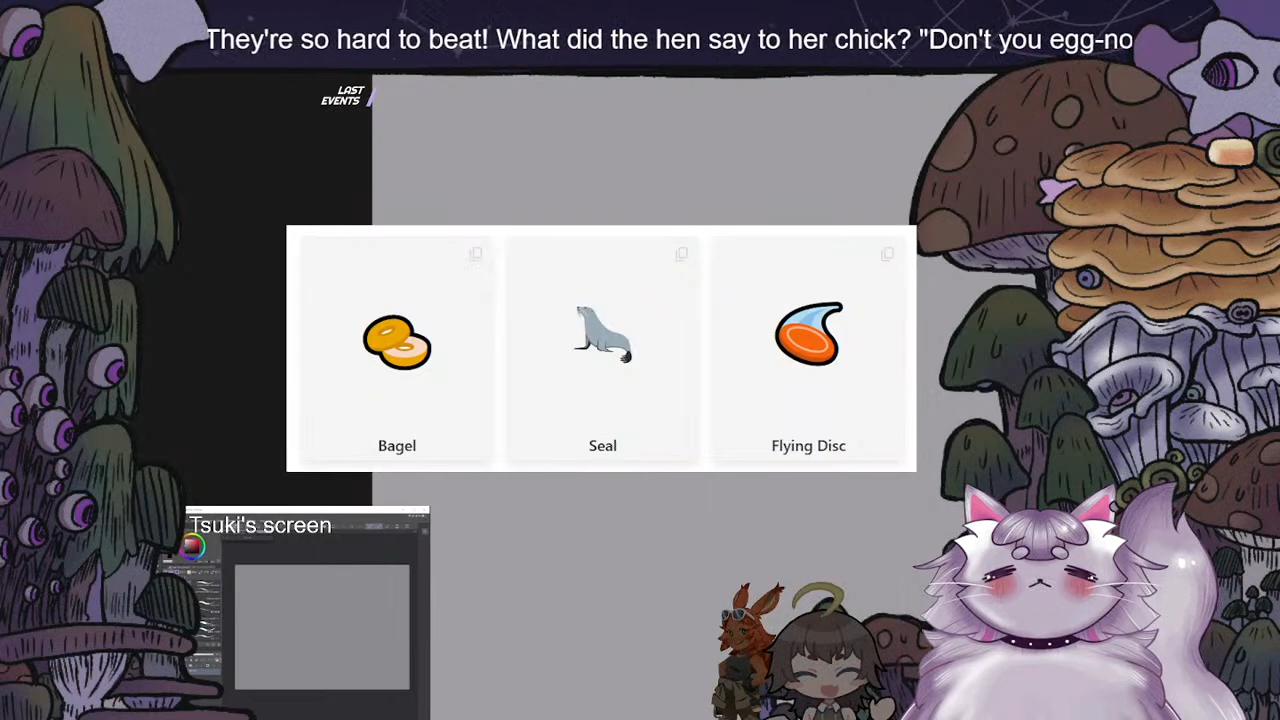 They're so hard to beat! What did the hen say to her chick? "Don't you egg-no
LAST
EVENTS
Bagel
Seal
Flying Disc
Tsuki's screen